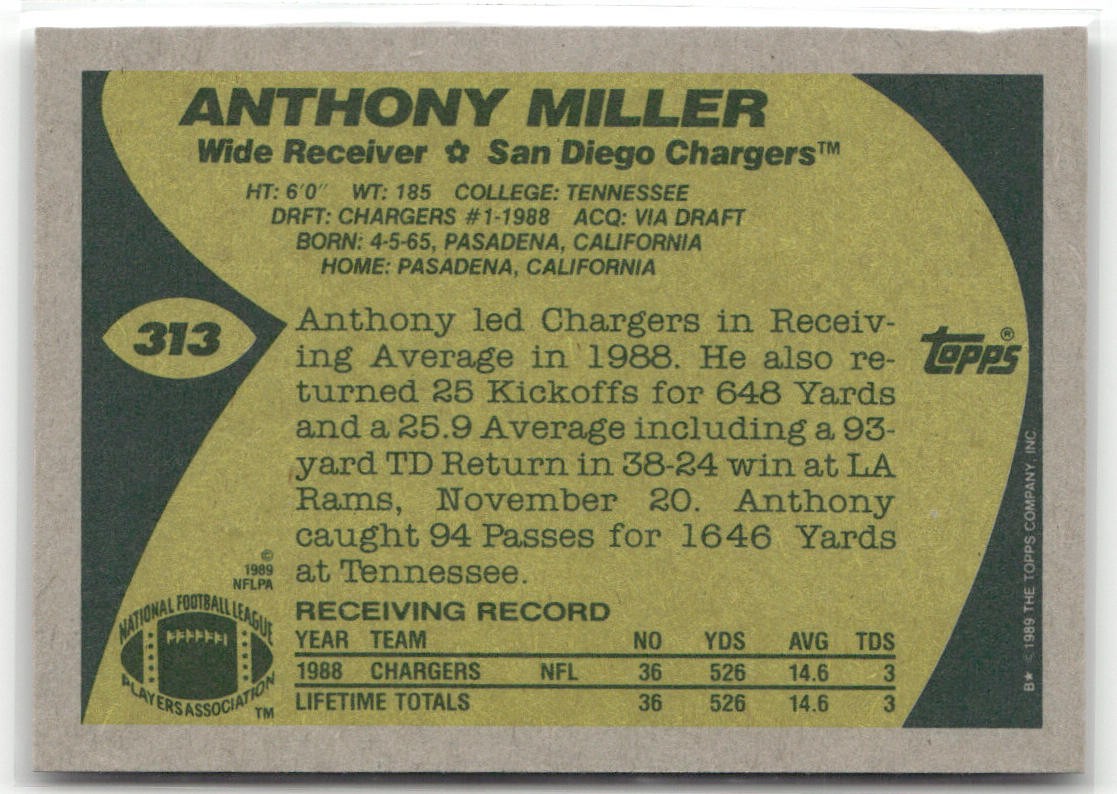 ANTHONY MILLER
Wide Receiver ✿ San Diego Chargers™
HT: 6'0" WT: 185 COLLEGE: TENNESSEE
DRFT: CHARGERS #1-1988 ACQ: VIA DRAFT
BORN: 4-5-65, PASADENA, CALIFORNIA
HOME: PASADENA, CALIFORNIA
313
Anthony led Chargers in Receiv-
ing Average in 1988. He also re-
turned 25 Kickoffs for 648 Yards
and a 25.9 Average including a 93-
yard TD Return in 38-24 win at LA
Rams, November 20. Anthony
caught 94 Passes for 1646 Yards
at Tennessee.
topps®
©
1989
NFLPA
NATIONAL FOOTBALL LEAGUE
PLAYERS ASSOCIATION
TM
RECEIVING RECORD
YEAR TEAM NO YDS AVG TDS
1988 CHARGERS NFL 36 526 14.6 3
LIFETIME TOTALS 36 526 14.6 3
B* © 1989 THE TOPPS COMPANY, INC.